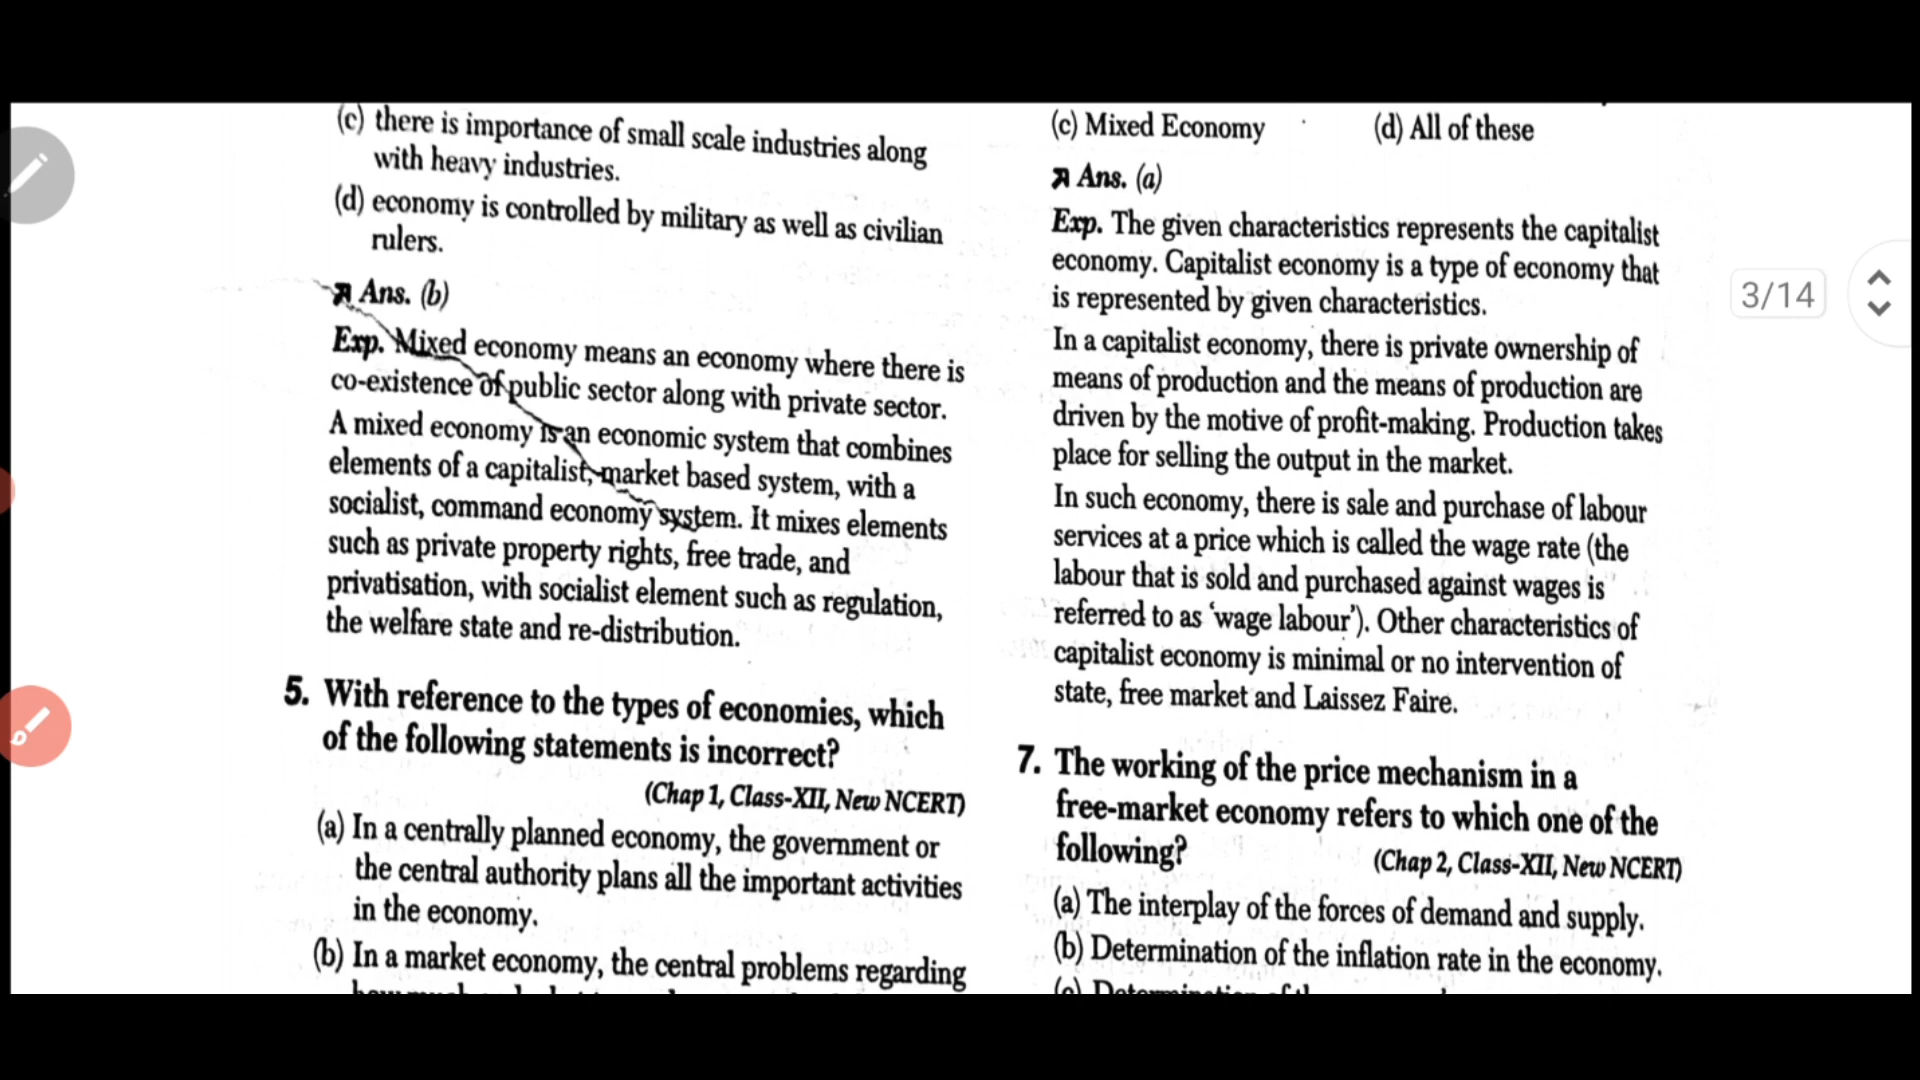 (c) there is importance of small scale industries along
with heavy industries.
(d) economy is controlled by military as well as civilian
rulers.
Ans. (b)
Exp. Mixed economy means an economy where there is
co-existence of public sector along with private sector.
A mixed economy is an economic system that combines
elements of a capitalist, market based system, with a
socialist, command economy system. It mixes elements
such as private property rights, free trade, and
privatisation, with socialist element such as regulation,
the welfare state and re-distribution.
5. With reference to the types of economies, which
of the following statements is incorrect?
(Chap 1, Class-XII, New NCERT)
(a) In a centrally planned economy, the government or
the central authority plans all the important activities
in the economy.
(b) In a market economy, the central problems regarding
(c) Mixed Economy (d) All of these
Ans. (a)
Exp. The given characteristics represents the capitalist
economy. Capitalist economy is a type of economy that
is represented by given characteristics.
In a capitalist economy, there is private ownership of
means of production and the means of production are
driven by the motive of profit-making. Production takes
place for selling the output in the market.
In such economy, there is sale and purchase of labour
services at a price which is called the wage rate (the
labour that is sold and purchased against wages is
referred to as 'wage labour'). Other characteristics of
capitalist economy is minimal or no intervention of
state, free market and Laissez Faire.
7. The working of the price mechanism in a
free-market economy refers to which one of the
following? (Chap 2, Class-XII, New NCERT)
(a) The interplay of the forces of demand and supply.
(b) Determination of the inflation rate in the economy.
3/14